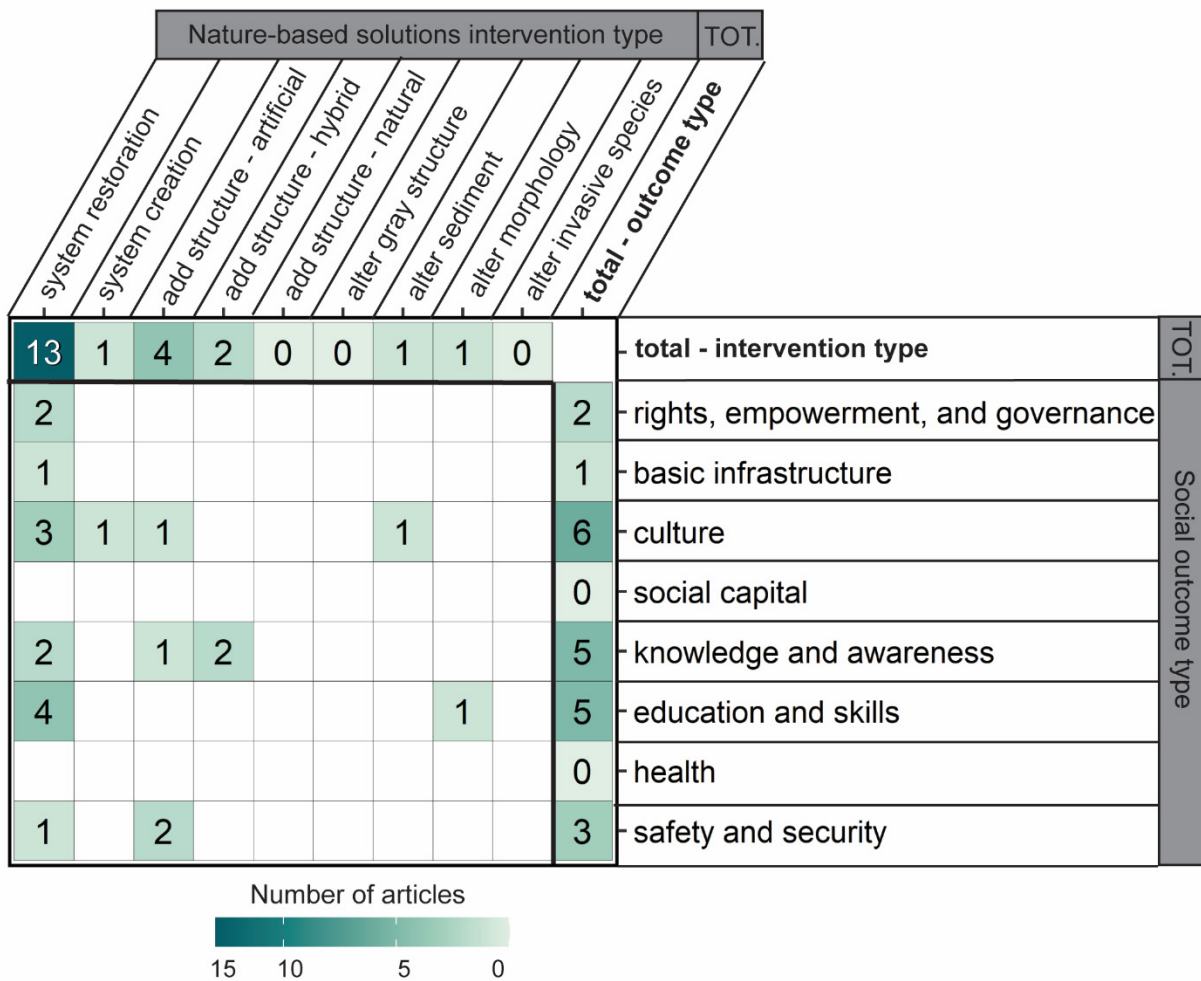 Nature-based solutions intervention type TOT.
system restoration
system creation
add structure - artificial
add structure - hybrid
add structure - natural
alter gray structure
alter sediment
alter morphology
alter invasive species
total - outcome type
13 1 4 2 0 0 1 1 0 total - intervention type TOT.
2 2 rights, empowerment, and governance
1 1 basic infrastructure
3 1 1 1 6 culture
0 social capital
2 1 2 5 knowledge and awareness
4 1 5 education and skills
0 health
1 2 3 safety and security
Social outcome type
Number of articles
15 10 5 0